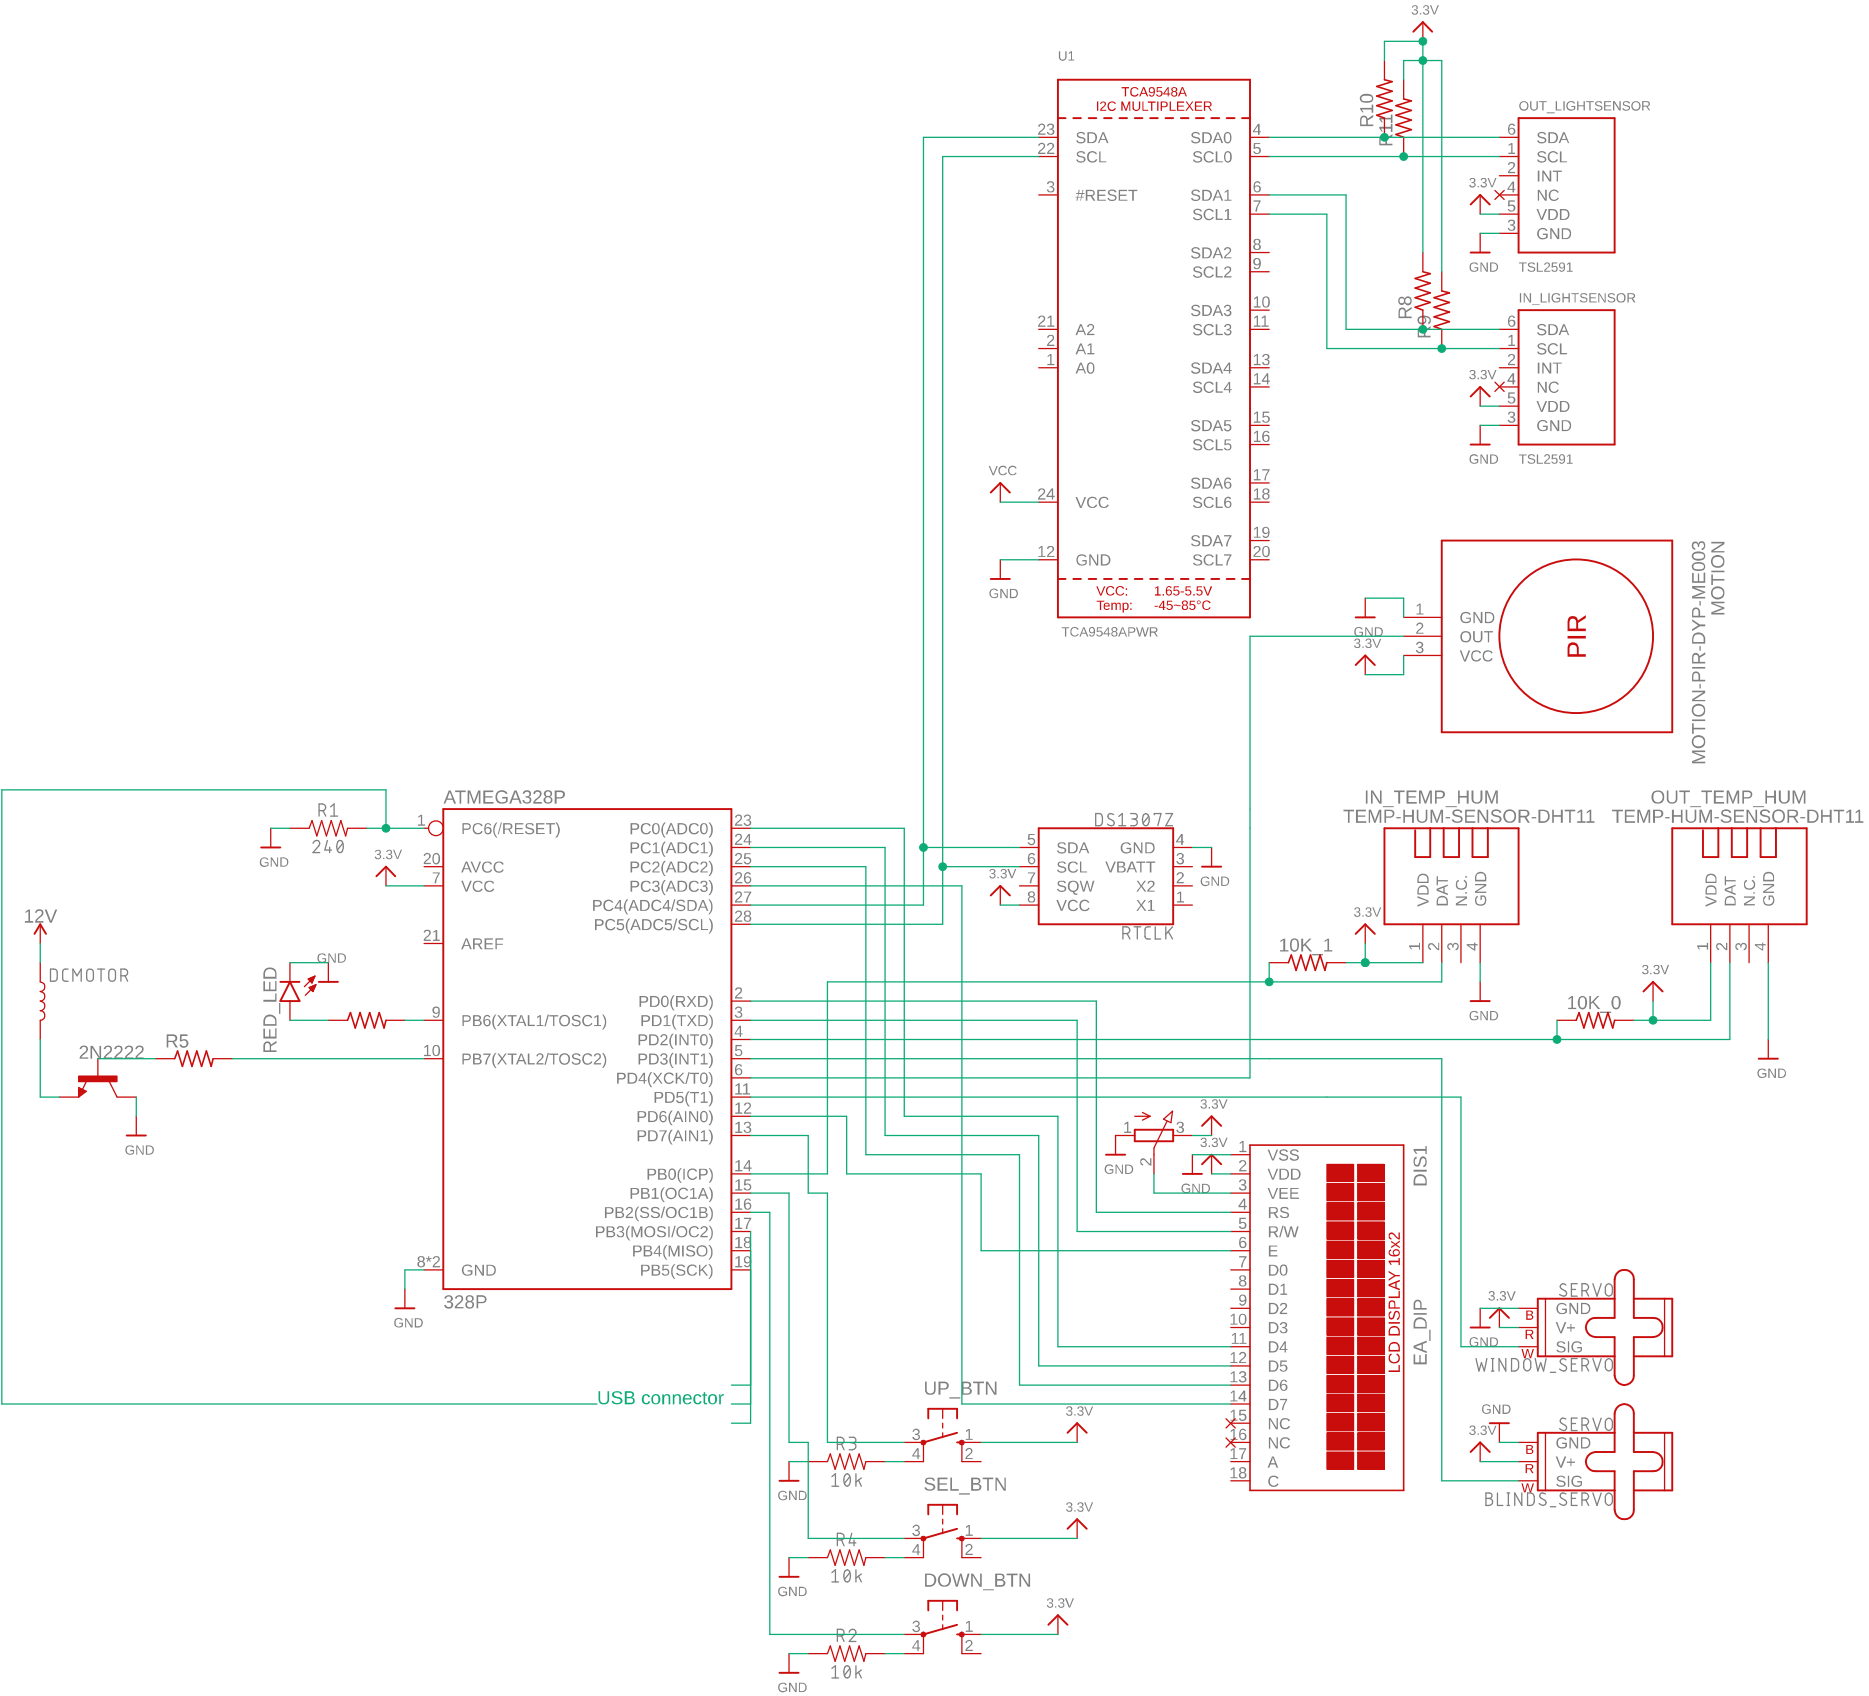 3.3V
U1
TCA9548A
I2C MULTIPLEXER
23 SDA SDA0 4
22 SCL SCL0 5
3 #RESET SDA1 6
SCL1 7
SDA2 8
SCL2 9
SDA3 10
21 A2 SCL3 11
2 A1
1 A0 SDA4 13
SCL4 14
SDA5 15
SCL5 16
SDA6 17
VCC
24 VCC SCL6 18
SDA7 19
12 GND SCL7 20
GND
VCC: 1.65-5.5V
Temp: -45~85°C
TCA9548APWR
R10
R11
R8
R9
OUT_LIGHTSENSOR
6 SDA
1 SCL
2 INT
3.3V
4 NC
5 VDD
3 GND
GND
TSL2591
IN_LIGHTSENSOR
6 SDA
1 SCL
2 INT
3.3V
4 NC
5 VDD
3 GND
GND
TSL2591
1 GND
GND
2 OUT
3.3V
3 VCC
PIR
MOTION-PIR-DYP-ME003
MOTION
ATMEGA328P
R1
240
GND
3.3V
1 PC6(/RESET) PC0(ADC0) 23
PC1(ADC1) 24
20 AVCC PC2(ADC2) 25
7 VCC PC3(ADC3) 26
PC4(ADC4/SDA) 27
PC5(ADC5/SCL) 28
21 AREF
PD0(RXD) 2
9 PB6(XTAL1/TOSC1) PD1(TXD) 3
PD2(INT0) 4
10 PB7(XTAL2/TOSC2) PD3(INT1) 5
PD4(XCK/T0) 6
PD5(T1) 11
PD6(AIN0) 12
PD7(AIN1) 13
PB0(ICP) 14
PB1(OC1A) 15
PB2(SS/OC1B) 16
PB3(MOSI/OC2) 17
PB4(MISO) 18
8*2 GND PB5(SCK) 19
328P
GND
12V
DCMOTOR
RED_LED
GND
2N2222
R5
GND
USB connector
DS1307Z
5 SDA GND 4
6 SCL VBATT 3
7 SQW X2 2
8 VCC X1 1
3.3V
GND
RTCLK
IN_TEMP_HUM
TEMP-HUM-SENSOR-DHT11
VDD DAT N.C. GND
1 2 3 4
3.3V
10K_1
GND
OUT_TEMP_HUM
TEMP-HUM-SENSOR-DHT11
VDD DAT N.C. GND
1 2 3 4
3.3V
10K_0
GND
3.3V
1 3
2
GND
3.3V
GND
DIS1
1 VSS
2 VDD
3 VEE
4 RS
5 R/W
6 E
7 D0
8 D1
9 D2
10 D3
11 D4
12 D5
13 D6
14 D7
15 NC
16 NC
17 A
18 C
LCD DISPLAY 16x2
EA_DIP
SERVO
3.3V
GND
B GND
R V+
W SIG
WINDOW_SERVO
GND
SERVO
3.3V
B GND
R V+
W SIG
BLINDS_SERVO
UP_BTN
3.3V
3 1
4 2
R3
10k
GND
SEL_BTN
3.3V
3 1
4 2
R4
10k
GND
DOWN_BTN
3.3V
3 1
4 2
R2
10k
GND